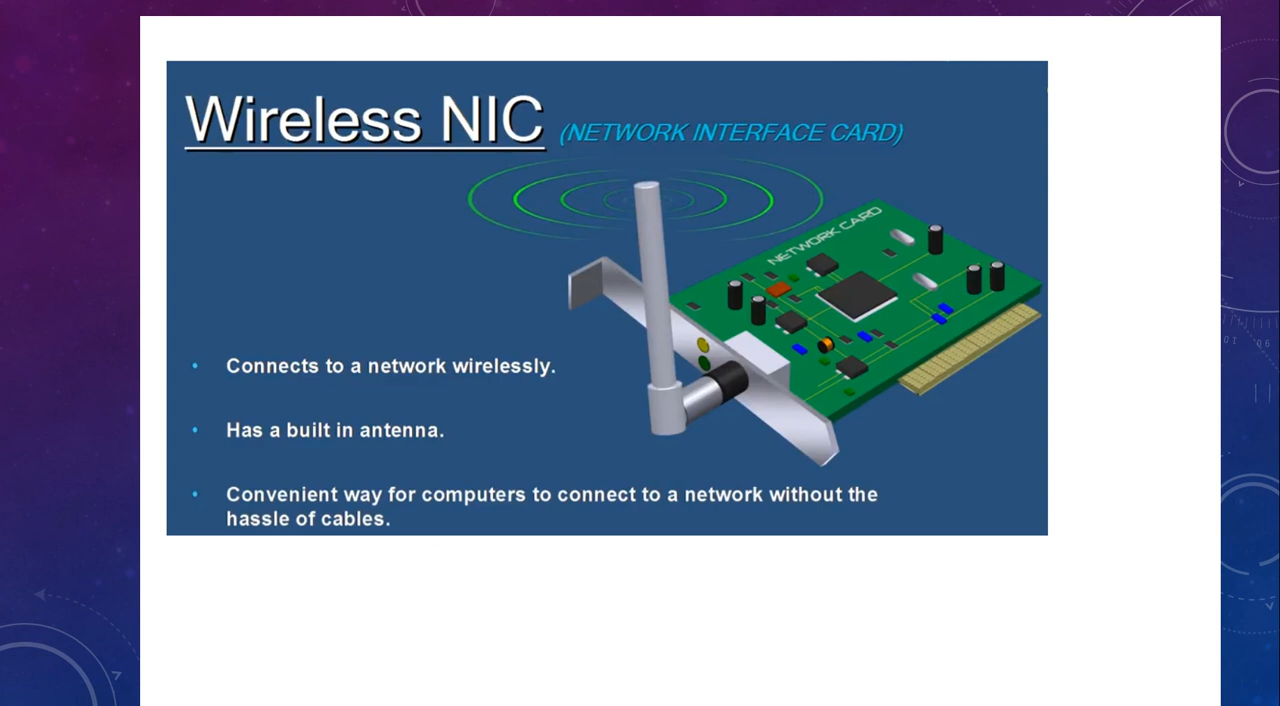 Wireless NIC (NETWORK INTERFACE CARD)
NETWORK CARD
• Connects to a network wirelessly.
• Has a built in antenna.
• Convenient way for computers to connect to a network without the
hassle of cables.